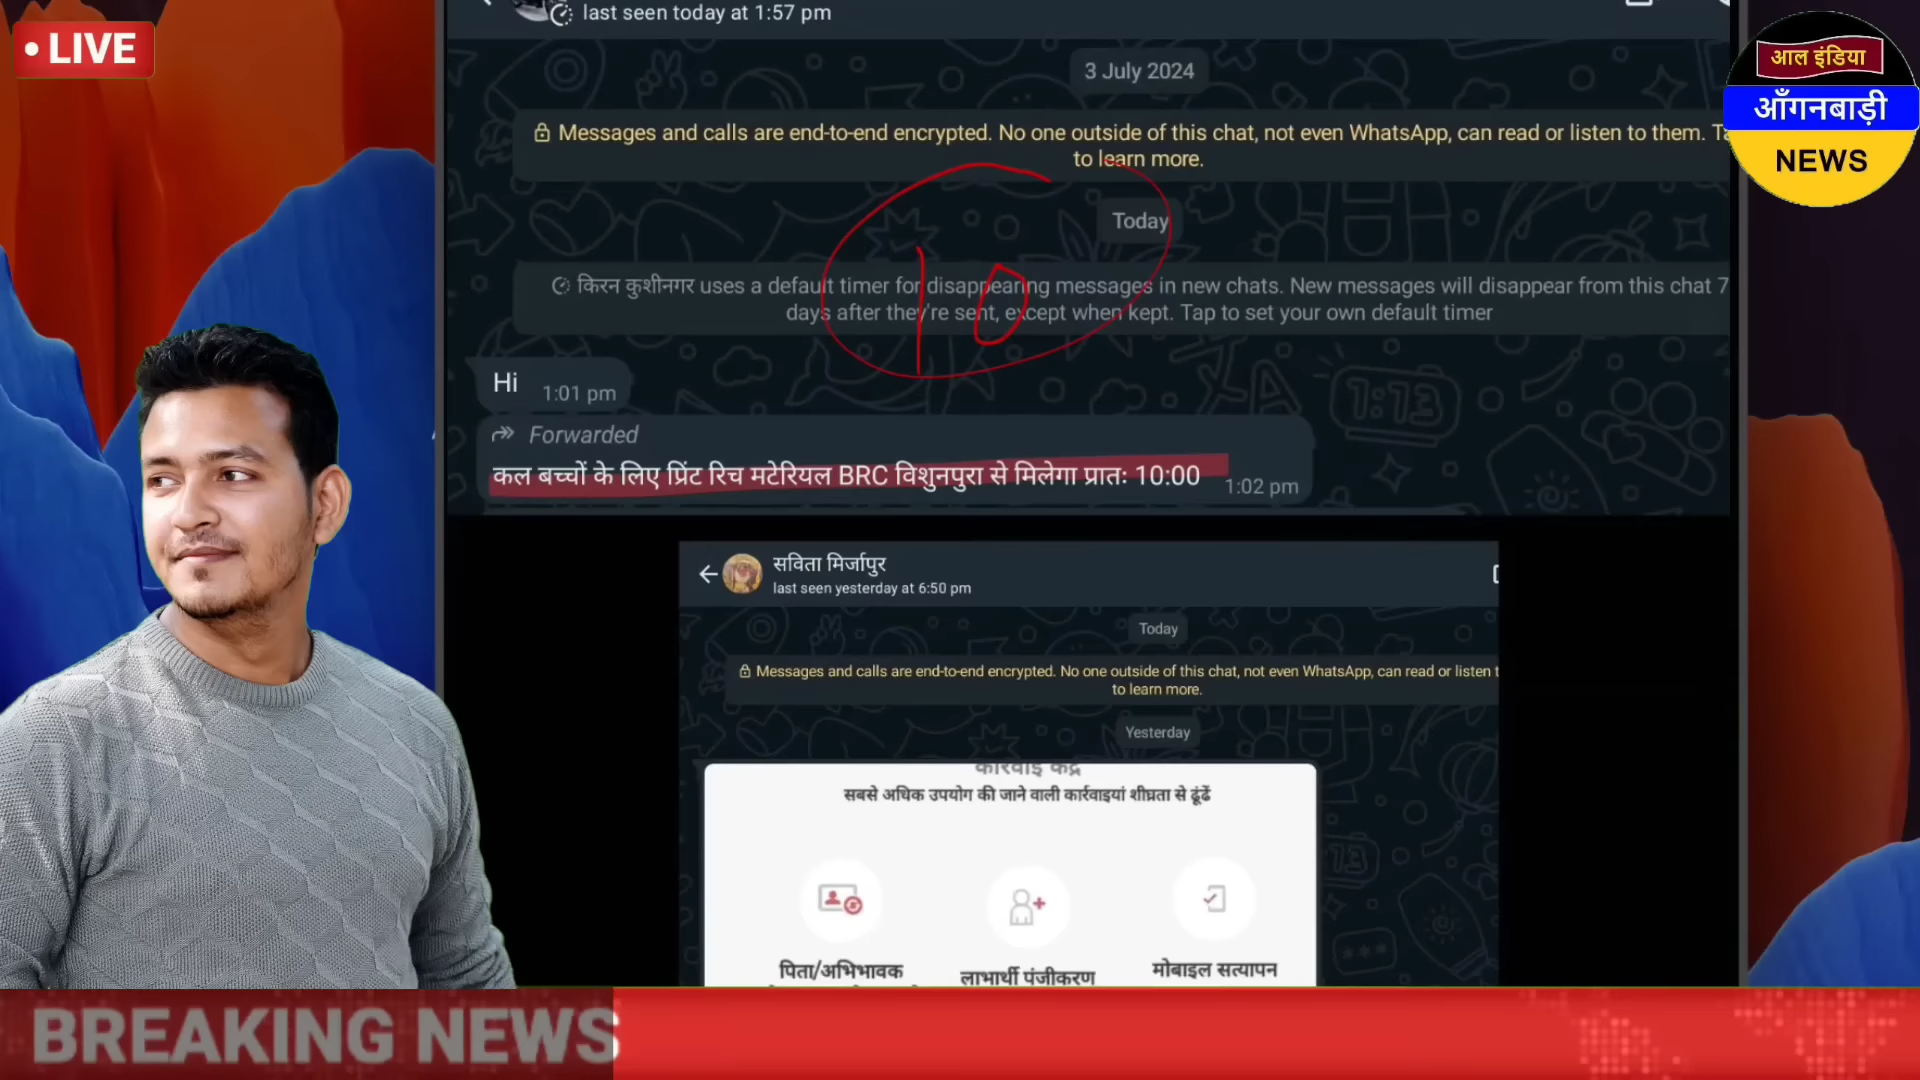 • LIVE
last seen today at 1:57 pm
3 July 2024
आल इंडिया
आँगनबाड़ी
NEWS
Messages and calls are end-to-end encrypted. No one outside of this chat, not even WhatsApp, can read or listen to them.
to learn more.
Today
किरन कुशीनगर uses a default timer for disappearing messages in new chats. New messages will disappear from this chat 7
days after they're sent, except when kept. Tap to set your own default timer
10
Hi 1:01 pm
Forwarded
कल बच्चों के लिए प्रिंट रिच मटेरियल BRC विशुनपुरा से मिलेगा प्रातः 10:00
1:02 pm
सविता मिर्जापुर
last seen yesterday at 6:50 pm
Today
Messages and calls are end-to-end encrypted. No one outside of this chat, not even WhatsApp, can read or listen
to learn more.
Yesterday
सबसे अधिक उपयोग की जाने वाली कार्रवाइयां शीघ्रता से ढूंढें
पिता/अभिभावक
लाभार्थी पंजीकरण
मोबाइल सत्यापन
BREAKING NEWS